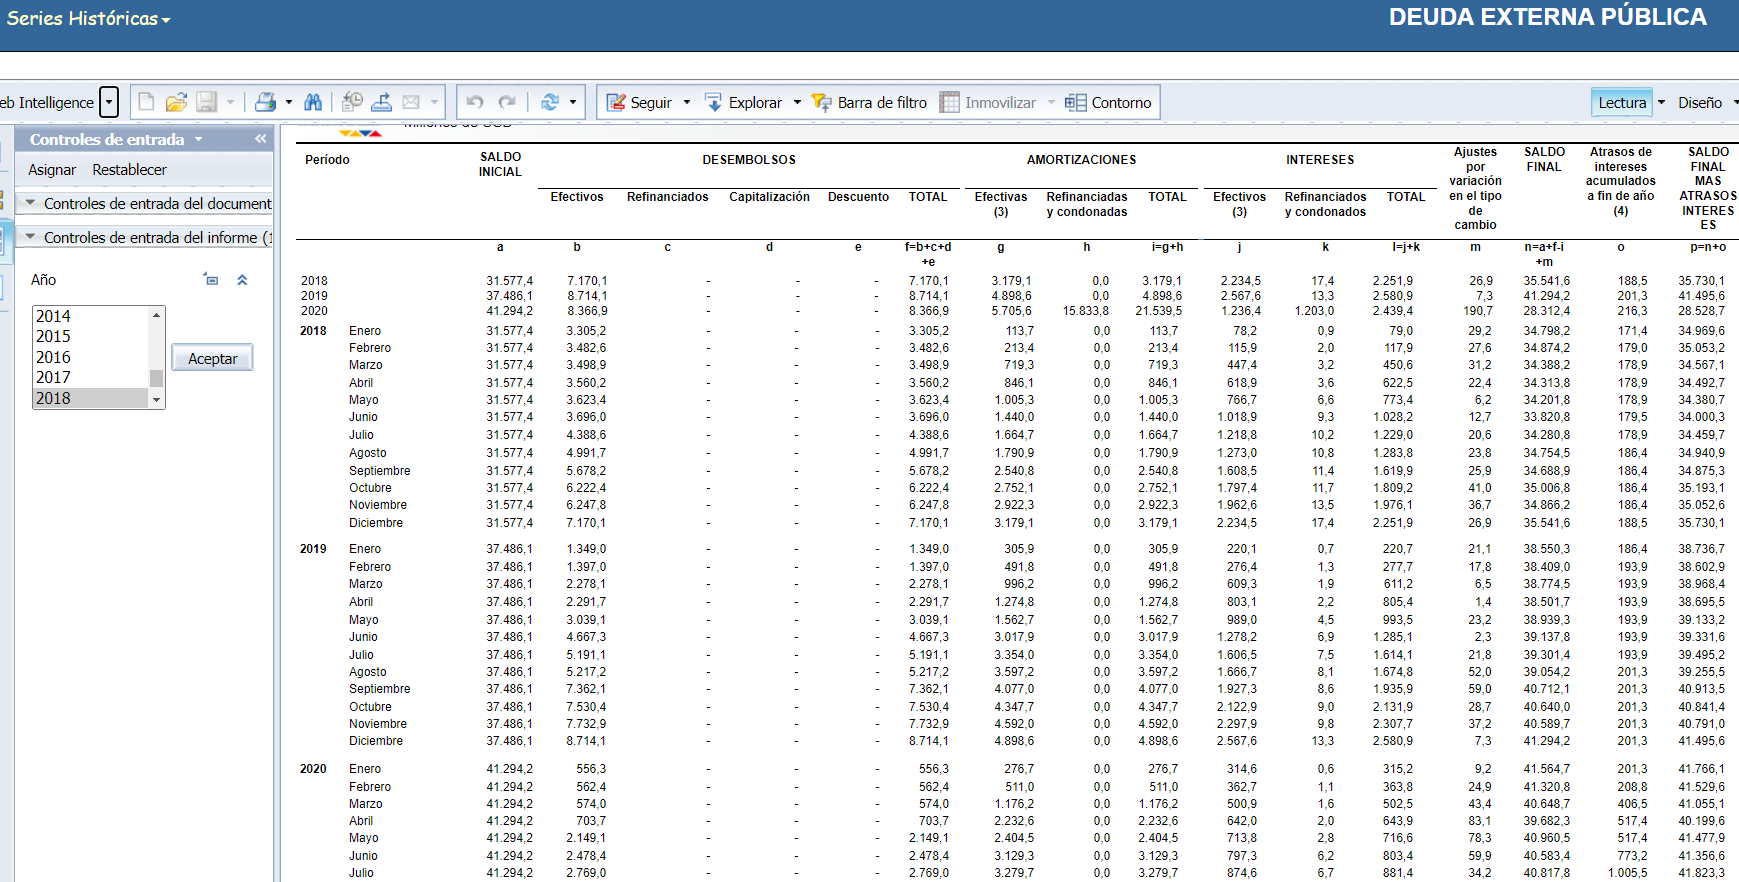 Series Históricas
DEUDA EXTERNA PÚBLICA
eb Intelligence
Seguir
Explorar
Barra de filtro
Inmovilizar
Contorno
Lectura
Diseño
Controles de entrada
Asignar Restablecer
Controles de entrada del document
Controles de entrada del informe (1
Año
2014
2015
2016
2017
2018
Aceptar
Millones de USD
Período SALDO INICIAL DESEMBOLSOS AMORTIZACIONES INTERESES Ajustes por variación en el tipo de cambio SALDO FINAL Atrasos de intereses acumulados a fin de año (4) SALDO FINAL MAS ATRASOS INTERES ES
Efectivos Refinanciados Capitalización Descuento TOTAL Efectivas (3) Refinanciadas y condonadas TOTAL Efectivos (3) Refinanciados y condonados TOTAL
a b c d e f=b+c+d +e g h i=g+h j k l=j+k m n=a+f-i +m o p=n+o
2018 31.577,4 7.170,1 - - - 7.170,1 3.179,1 0,0 3.179,1 2.234,5 17,4 2.251,9 26,9 35.541,6 188,5 35.730,1
2019 37.486,1 8.714,1 - - - 8.714,1 4.898,6 0,0 4.898,6 2.567,6 13,3 2.580,9 7,3 41.294,2 201,3 41.495,6
2020 41.294,2 8.366,9 - - - 8.366,9 5.705,6 15.833,8 21.539,5 1.236,4 1.203,0 2.439,4 190,7 28.312,4 216,3 28.528,7
2018 Enero 31.577,4 3.305,2 - - - 3.305,2 113,7 0,0 113,7 78,2 0,9 79,0 29,2 34.798,2 171,4 34.969,6
Febrero 31.577,4 3.482,6 - - - 3.482,6 213,4 0,0 213,4 115,9 2,0 117,9 27,6 34.874,2 179,0 35.053,2
Marzo 31.577,4 3.498,9 - - - 3.498,9 719,3 0,0 719,3 447,4 3,2 450,6 31,2 34.388,2 178,9 34.567,1
Abril 31.577,4 3.560,2 - - - 3.560,2 846,1 0,0 846,1 618,9 3,6 622,5 22,4 34.313,8 178,9 34.492,7
Mayo 31.577,4 3.623,4 - - - 3.623,4 1.005,3 0,0 1.005,3 766,7 6,6 773,4 6,2 34.201,8 178,9 34.380,7
Junio 31.577,4 3.696,0 - - - 3.696,0 1.440,0 0,0 1.440,0 1.018,9 9,3 1.028,2 12,7 33.820,8 179,5 34.000,3
Julio 31.577,4 4.388,6 - - - 4.388,6 1.664,7 0,0 1.664,7 1.218,8 10,2 1.229,0 20,6 34.280,8 178,9 34.459,7
Agosto 31.577,4 4.991,7 - - - 4.991,7 1.790,9 0,0 1.790,9 1.273,0 10,8 1.283,8 23,8 34.754,5 186,4 34.940,9
Septiembre 31.577,4 5.678,2 - - - 5.678,2 2.540,8 0,0 2.540,8 1.608,5 11,4 1.619,9 25,9 34.688,9 186,4 34.875,3
Octubre 31.577,4 6.222,4 - - - 6.222,4 2.752,1 0,0 2.752,1 1.797,4 11,7 1.809,2 41,0 35.006,8 186,4 35.193,1
Noviembre 31.577,4 6.247,8 - - - 6.247,8 2.922,3 0,0 2.922,3 1.962,6 13,5 1.976,1 36,7 34.866,2 186,4 35.052,6
Diciembre 31.577,4 7.170,1 - - - 7.170,1 3.179,1 0,0 3.179,1 2.234,5 17,4 2.251,9 26,9 35.541,6 188,5 35.730,1
2019 Enero 37.486,1 1.349,0 - - - 1.349,0 305,9 0,0 305,9 220,1 0,7 220,7 21,1 38.550,3 186,4 38.736,7
Febrero 37.486,1 1.397,0 - - - 1.397,0 491,8 0,0 491,8 276,4 1,3 277,7 17,8 38.409,0 193,9 38.602,9
Marzo 37.486,1 2.278,1 - - - 2.278,1 996,2 0,0 996,2 609,3 1,9 611,2 6,5 38.774,5 193,9 38.968,4
Abril 37.486,1 2.291,7 - - - 2.291,7 1.274,8 0,0 1.274,8 803,1 2,2 805,4 1,4 38.501,7 193,9 38.695,5
Mayo 37.486,1 3.039,1 - - - 3.039,1 1.562,7 0,0 1.562,7 989,0 4,5 993,5 23,2 38.939,3 193,9 39.133,2
Junio 37.486,1 4.667,3 - - - 4.667,3 3.017,9 0,0 3.017,9 1.278,2 6,9 1.285,1 2,3 39.137,8 193,9 39.331,6
Julio 37.486,1 5.191,1 - - - 5.191,1 3.354,0 0,0 3.354,0 1.606,5 7,5 1.614,1 21,8 39.301,4 193,9 39.495,2
Agosto 37.486,1 5.217,2 - - - 5.217,2 3.597,2 0,0 3.597,2 1.666,7 8,1 1.674,8 52,0 39.054,2 201,3 39.255,5
Septiembre 37.486,1 7.362,1 - - - 7.362,1 4.077,0 0,0 4.077,0 1.927,3 8,6 1.935,9 59,0 40.712,1 201,3 40.913,5
Octubre 37.486,1 7.530,4 - - - 7.530,4 4.347,7 0,0 4.347,7 2.122,9 9,0 2.131,9 28,7 40.640,0 201,3 40.841,4
Noviembre 37.486,1 7.732,9 - - - 7.732,9 4.592,0 0,0 4.592,0 2.297,9 9,8 2.307,7 37,2 40.589,7 201,3 40.791,0
Diciembre 37.486,1 8.714,1 - - - 8.714,1 4.898,6 0,0 4.898,6 2.567,6 13,3 2.580,9 7,3 41.294,2 201,3 41.495,6
2020 Enero 41.294,2 556,3 - - - 556,3 276,7 0,0 276,7 314,6 0,6 315,2 9,2 41.564,7 201,3 41.766,1
Febrero 41.294,2 562,4 - - - 562,4 511,0 0,0 511,0 362,7 1,1 363,8 24,9 41.320,8 208,8 41.529,6
Marzo 41.294,2 574,0 - - - 574,0 1.176,2 0,0 1.176,2 500,9 1,6 502,5 43,4 40.648,7 406,5 41.055,1
Abril 41.294,2 703,7 - - - 703,7 2.232,6 0,0 2.232,6 642,0 2,0 643,9 83,1 39.682,3 517,4 40.199,6
Mayo 41.294,2 2.149,1 - - - 2.149,1 2.404,5 0,0 2.404,5 713,8 2,8 716,6 78,3 40.960,5 517,4 41.477,9
Junio 41.294,2 2.478,4 - - - 2.478,4 3.129,3 0,0 3.129,3 797,3 6,2 803,4 59,9 40.583,4 773,2 41.356,6
Julio 41.294,2 2.769,0 - - - 2.769,0 3.279,7 0,0 3.279,7 874,6 6,7 881,4 34,2 40.817,8 1.005,5 41.823,3